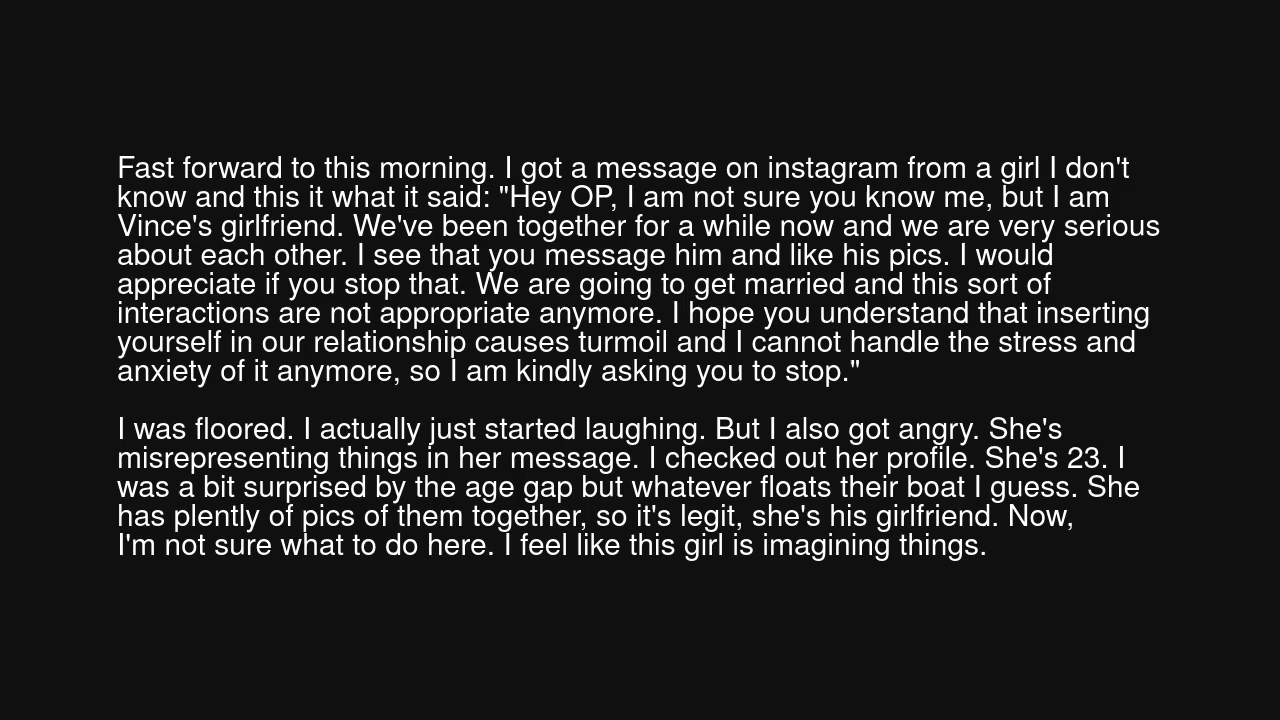 Fast forward to this morning. I got a message on instagram from a girl I don't
know and this it what it said: "Hey OP, I am not sure you know me, but I am
Vince's girlfriend. We've been together for a while now and we are very serious
about each other. I see that you message him and like his pics. I would
appreciate if you stop that. We are going to get married and this sort of
interactions are not appropriate anymore. I hope you understand that inserting
yourself in our relationship causes turmoil and I cannot handle the stress and
anxiety of it anymore, so I am kindly asking you to stop."
I was floored. I actually just started laughing. But I also got angry. She's
misrepresenting things in her message. I checked out her profile. She's 23. I
was a bit surprised by the age gap but whatever floats their boat I guess. She
has plently of pics of them together, so it's legit, she's his girlfriend. Now,
I'm not sure what to do here. I feel like this girl is imagining things.